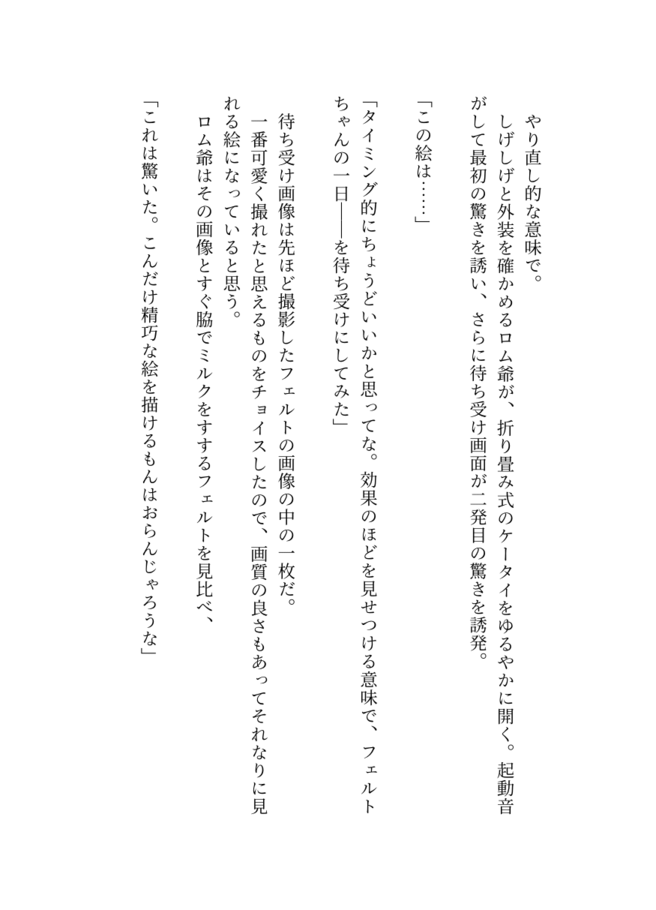 やり直し的な意味で。
しげしげと外装を確かめるロム爺が、折り畳み式のケータイをゆるやかに開く。起動音
がして最初の驚きを誘い、さらに待ち受け画面が二発目の驚きを誘発。
「この絵は……」
「タイミング的にちょうどいいかと思ってな。効果のほどを見せつける意味で、フェルト
ちゃんの一日――を待ち受けにしてみた」
待ち受け画像は先ほど撮影したフェルトの画像の中の一枚だ。
一番可愛く撮れたと思えるものをチョイスしたので、画質の良さもあってそれなりに見
れる絵になっていると思う。
ロム爺はその画像とすぐ脇でミルクをすするフェルトを見比べ、
「これは驚いた。こんだけ精巧な絵を描けるもんはおらんじゃろうな」